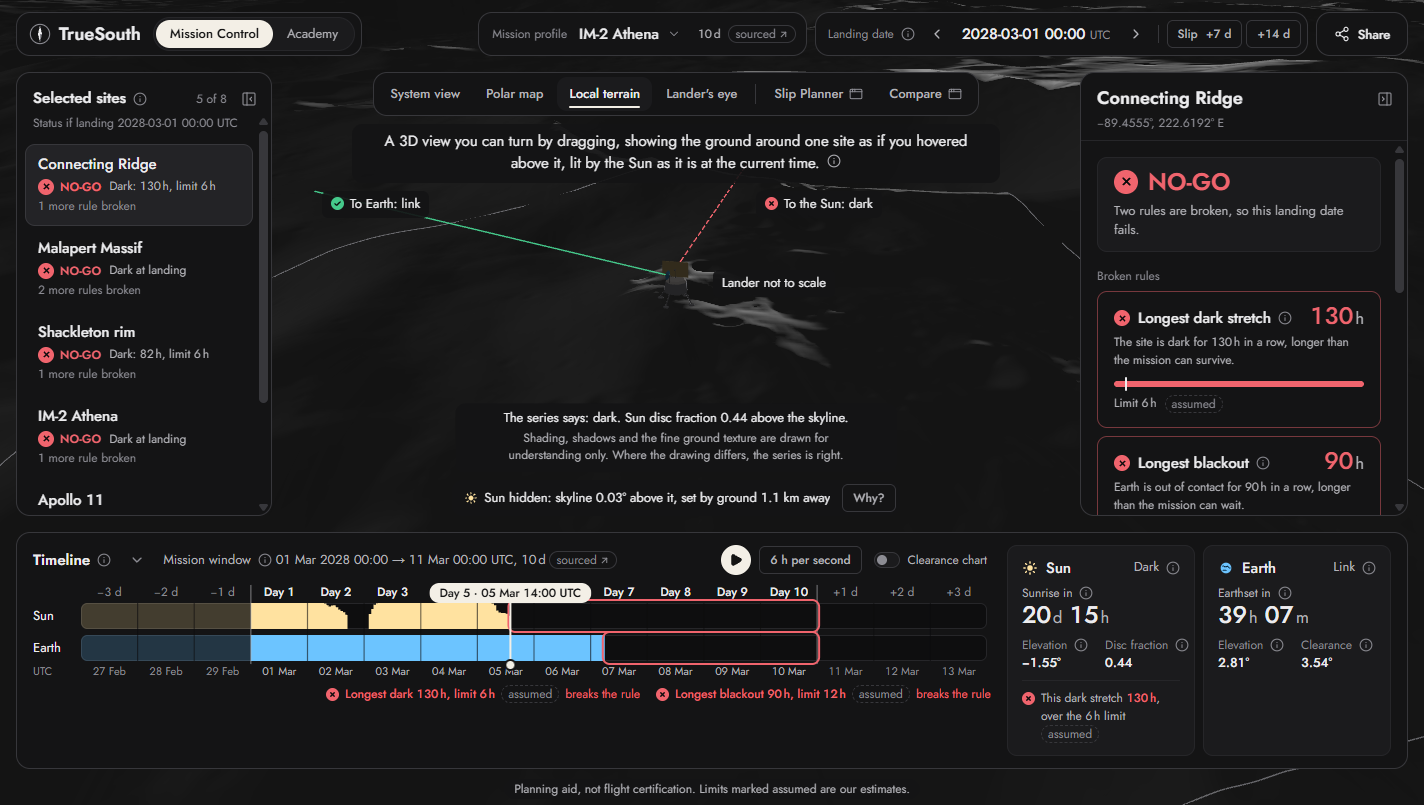 TrueSouth
Mission Control
Academy
Mission profile IM-2 Athena 10 d sourced ↗
Landing date 2028-03-01 00:00 UTC
Slip +7 d +14 d
Share
Selected sites 5 of 8
Status if landing 2028-03-01 00:00 UTC
Connecting Ridge
NO-GO Dark: 130 h, limit 6 h
1 more rule broken
Malapert Massif
NO-GO Dark at landing
2 more rules broken
Shackleton rim
NO-GO Dark: 82 h, limit 6 h
1 more rule broken
IM-2 Athena
NO-GO Dark at landing
1 more rule broken
Apollo 11
System view
Polar map
Local terrain
Lander's eye
Slip Planner
Compare
A 3D view you can turn by dragging, showing the ground around one site as if you hovered
above it, lit by the Sun as it is at the current time.
To Earth: link
To the Sun: dark
Lander not to scale
The series says: dark. Sun disc fraction 0.44 above the skyline.
Shading, shadows and the fine ground texture are drawn for
understanding only. Where the drawing differs, the series is right.
Sun hidden: skyline 0.03° above it, set by ground 1.1 km away Why?
Connecting Ridge
−89.4555°, 222.6192° E
NO-GO
Two rules are broken, so this landing date
fails.
Broken rules
Longest dark stretch 130 h
The site is dark for 130 h in a row, longer than
the mission can survive.
Limit 6 h assumed
Longest blackout 90 h
Earth is out of contact for 90 h in a row, longer
than the mission can wait.
Timeline
Mission window 01 Mar 2028 00:00 → 11 Mar 00:00 UTC, 10 d sourced ↗
6 h per second
Clearance chart
−3 d −2 d −1 d Day 1 Day 2 Day 3 Day 5 · 05 Mar 14:00 UTC Day 7 Day 8 Day 9 Day 10 +1 d +2 d +3 d
Sun
Earth
UTC 27 Feb 28 Feb 29 Feb 01 Mar 02 Mar 03 Mar 04 Mar 05 Mar 06 Mar 07 Mar 08 Mar 09 Mar 10 Mar 11 Mar 12 Mar 13 Mar
Longest dark 130 h, limit 6 h assumed breaks the rule
Longest blackout 90 h, limit 12 h assumed breaks the rule
Sun Dark
Sunrise in
20 d 15 h
Elevation Disc fraction
−1.55° 0.44
This dark stretch 130 h,
over the 6 h limit
assumed
Earth Link
Earthset in
39 h 07 m
Elevation Clearance
2.81° 3.54°
Planning aid, not flight certification. Limits marked assumed are our estimates.